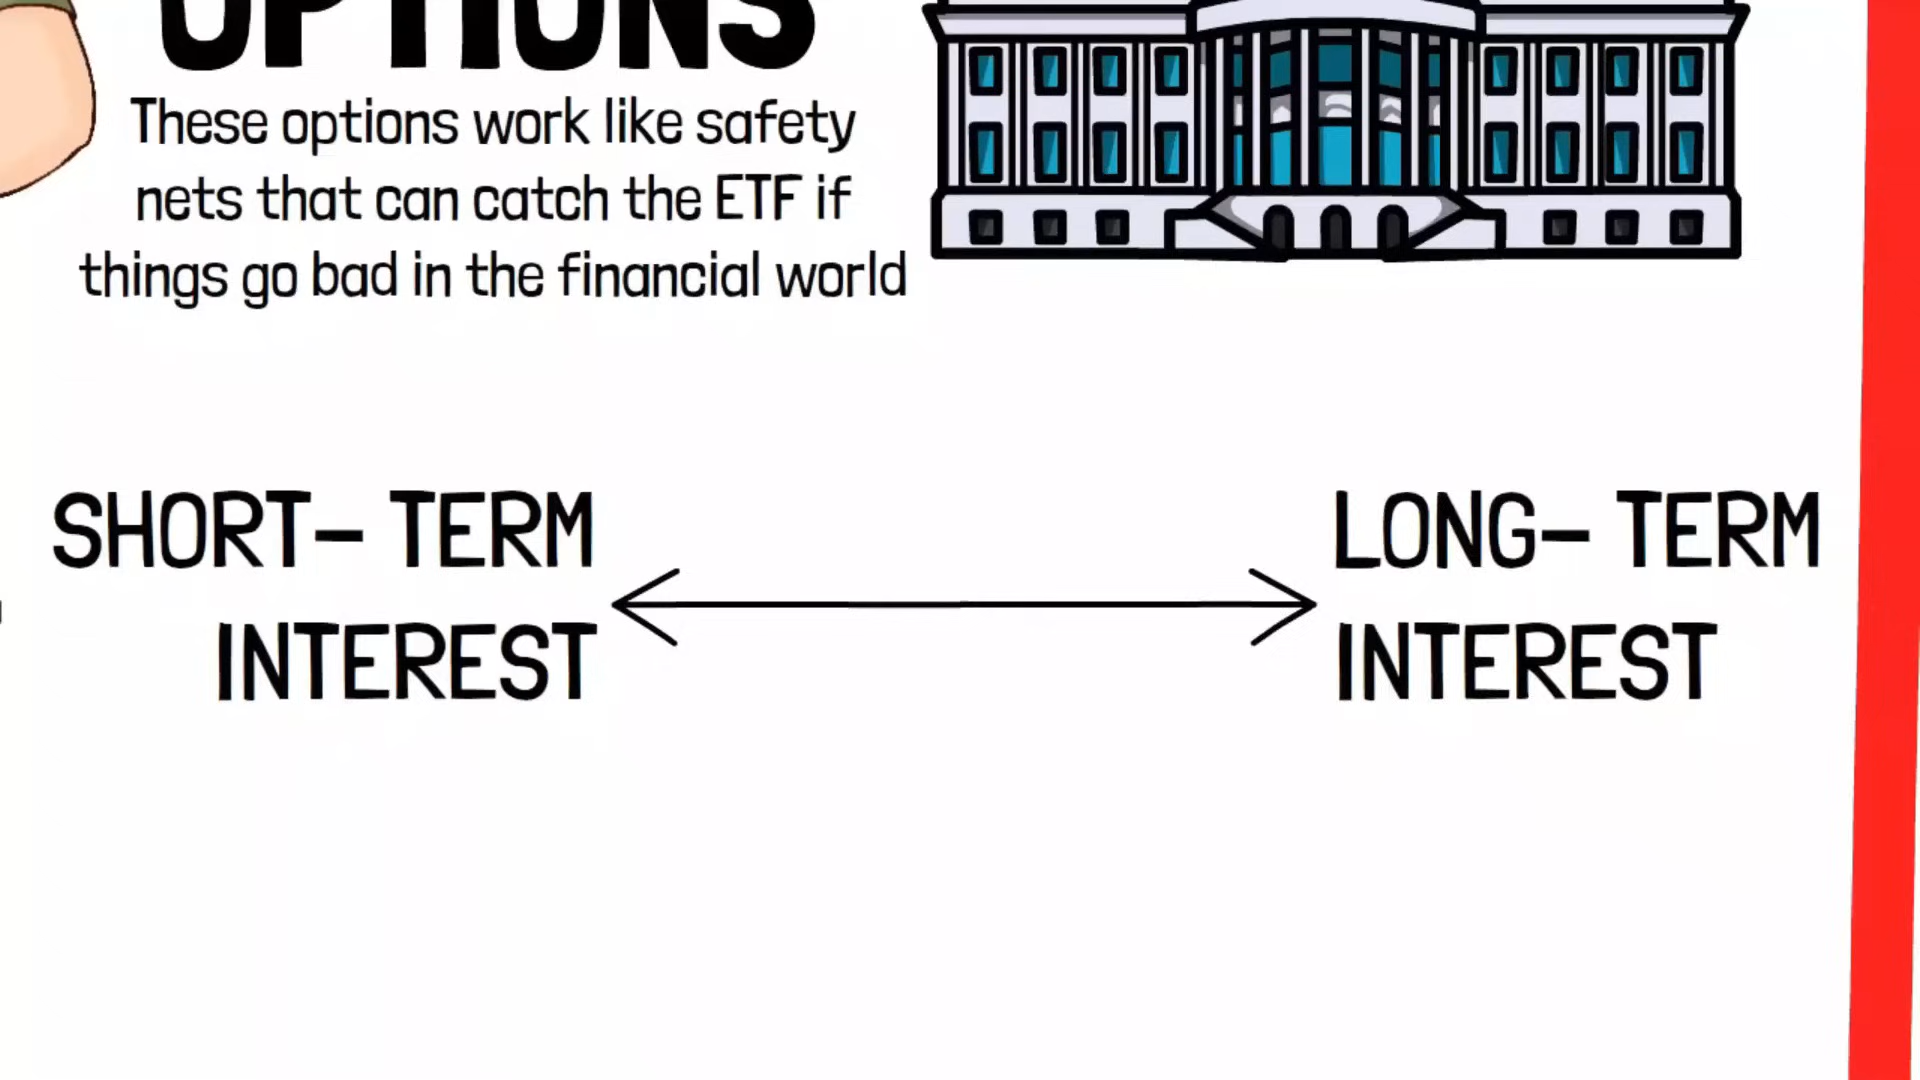 OPTIONS
These options work like safety
nets that can catch the ETF if
things go bad in the financial world
SHORT- TERM
INTEREST
LONG- TERM
INTEREST